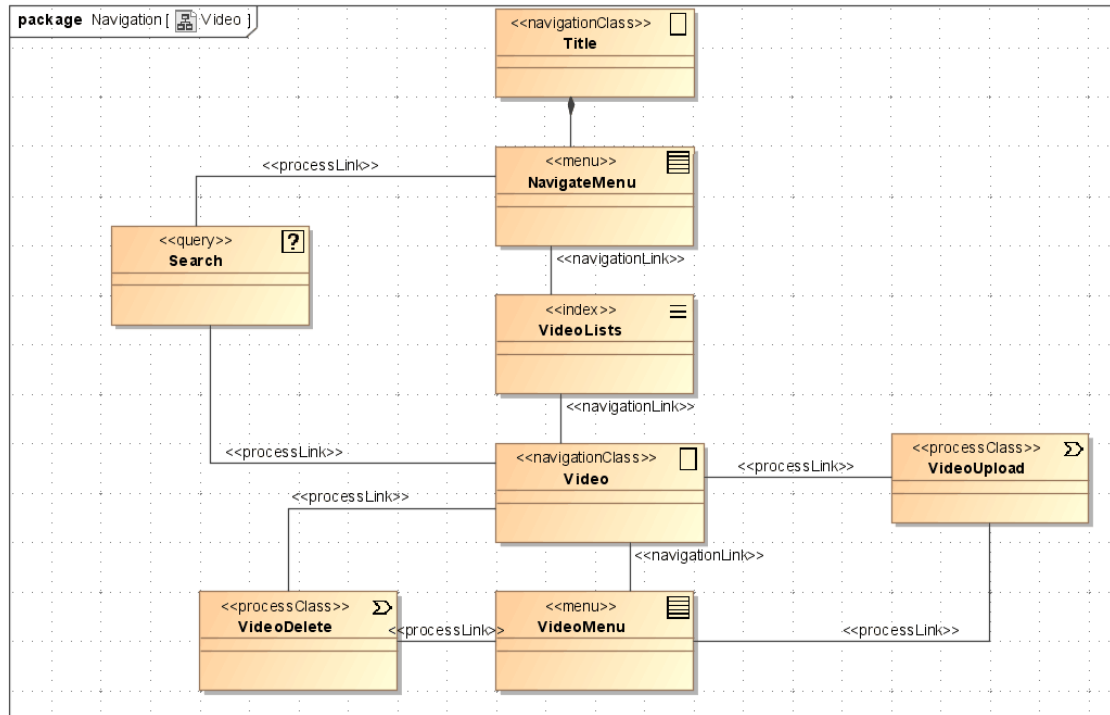 package Navigation [ Video ]
<<navigationClass>>
Title
<<processLink>>
<<menu>>
NavigateMenu
<<query>>
Search
?
<<navigationLink>>
<<index>>
VideoLists
<<navigationLink>>
<<processLink>>
<<navigationClass>>
Video
<<processLink>>
<<processClass>>
VideoUpload
<<processLink>>
<<navigationLink>>
<<processClass>>
VideoDelete
<<processLink>>
<<menu>>
VideoMenu
<<processLink>>